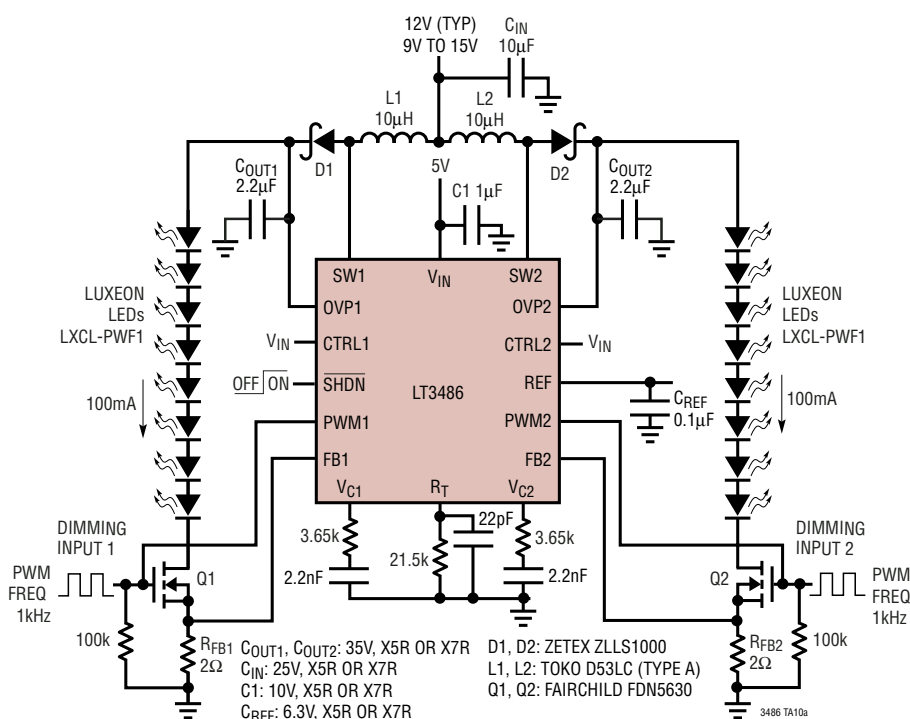 12V (TYP)
9V TO 15V
CIN
10µF
L1
10µH
L2
10µH
D1
5V
D2
COUT1
2.2µF
C1 1µF
COUT2
2.2µF
SW1
VIN
SW2
OVP1
OVP2
LUXEON
LEDs
LXCL-PWF1
LUXEON
LEDs
LXCL-PWF1
VIN
CTRL1
CTRL2
VIN
OFF ON
SHDN
LT3486
REF
CREF
0.1µF
100mA
100mA
PWM1
PWM2
FB1
FB2
VC1
RT
VC2
22pF
3.65k
21.5k
3.65k
2.2nF
2.2nF
DIMMING
INPUT 1
DIMMING
INPUT 2
PWM
FREQ
1kHz
Q1
Q2
PWM
FREQ
1kHz
100k
100k
RFB1
2Ω
RFB2
2Ω
COUT1, COUT2: 35V, X5R OR X7R
CIN: 25V, X5R OR X7R
C1: 10V, X5R OR X7R
CREF: 6.3V, X5R OR X7R
D1, D2: ZETEX ZLLS1000
L1, L2: TOKO D53LC (TYPE A)
Q1, Q2: FAIRCHILD FDN5630
3486 TA10a